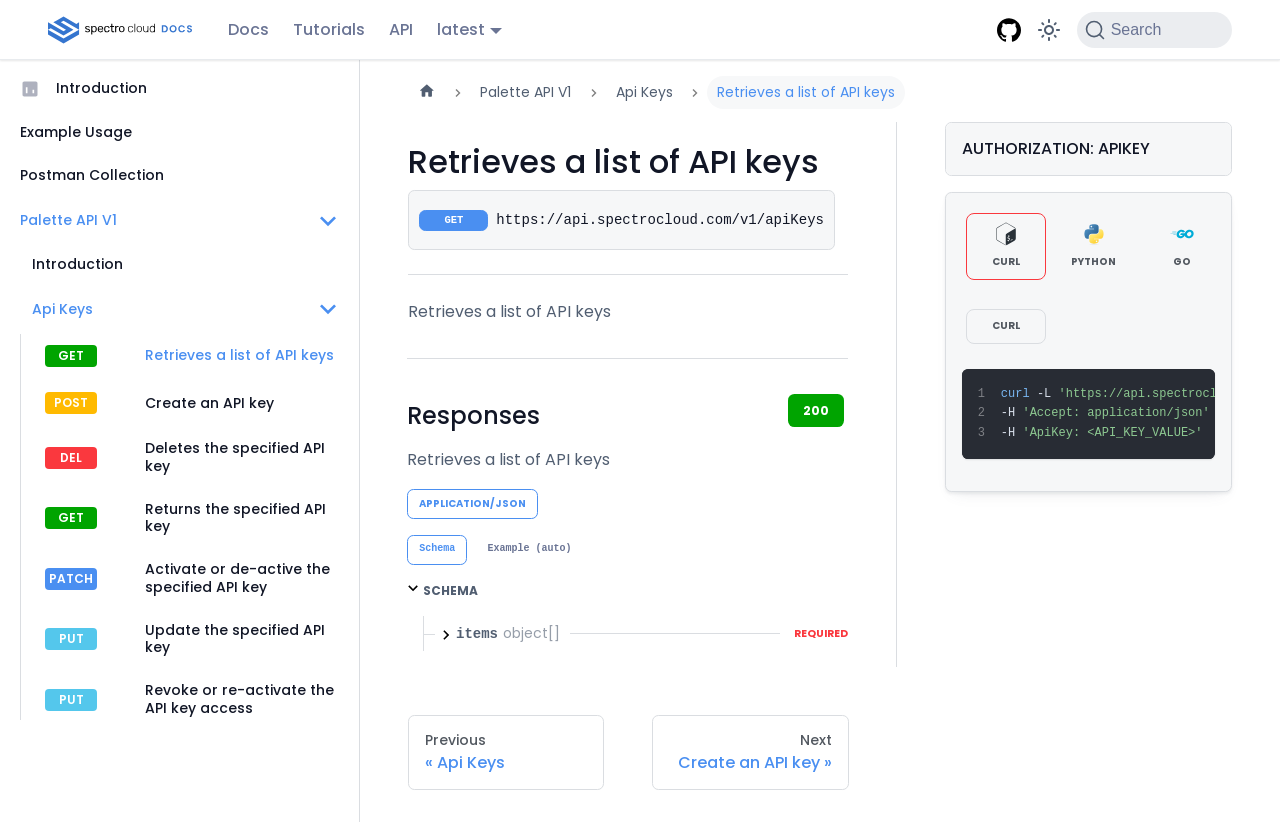 spectro cloud DOCS
Docs
Tutorials
API
latest
Search
Introduction
Example Usage
Postman Collection
Palette API V1
Introduction
Api Keys
GET Retrieves a list of API keys
POST Create an API key
DEL Deletes the specified API
key
GET Returns the specified API
key
PATCH Activate or de-active the
specified API key
PUT Update the specified API
key
PUT Revoke or re-activate the
API key access
Palette API V1
Api Keys
Retrieves a list of API keys
Retrieves a list of API keys
GET https://api.spectrocloud.com/v1/apiKeys
Retrieves a list of API keys
Responses
200
Retrieves a list of API keys
APPLICATION/JSON
Schema
Example (auto)
SCHEMA
items object[]
REQUIRED
Previous
« Api Keys
Next
Create an API key »
AUTHORIZATION: APIKEY
CURL
PYTHON
GO
CURL
1 curl -L 'https://api.spectrocl
2 -H 'Accept: application/json'
3 -H 'ApiKey: <API_KEY_VALUE>'